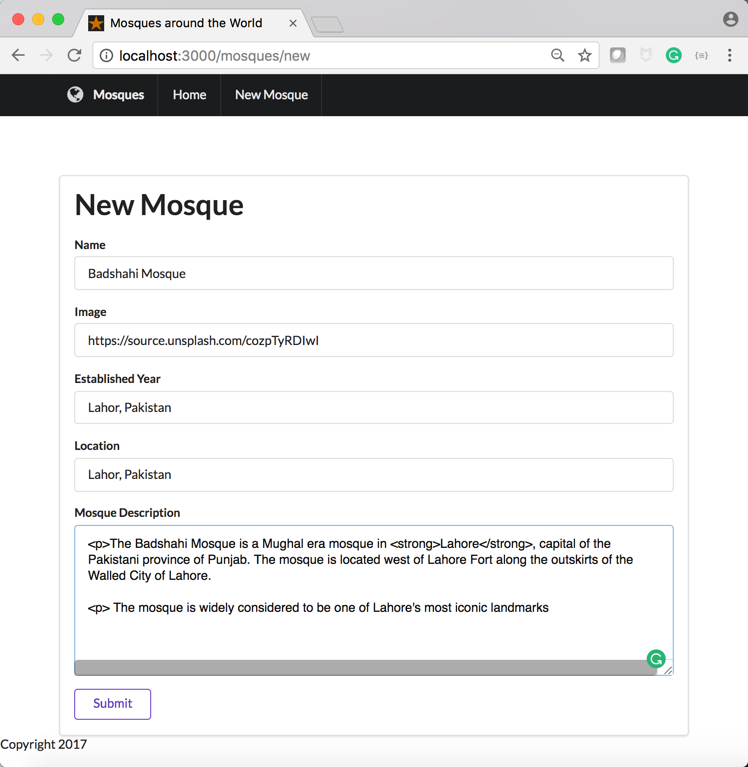 Mosques around the World
localhost:3000/mosques/new
Mosques Home New Mosque
New Mosque
Name
Badshahi Mosque
Image
https://source.unsplash.com/cozpTyRDIwI
Established Year
Lahor, Pakistan
Location
Lahor, Pakistan
Mosque Description
<p>The Badshahi Mosque is a Mughal era mosque in <strong>Lahore</strong>, capital of the
Pakistani province of Punjab. The mosque is located west of Lahore Fort along the outskirts of the
Walled City of Lahore.
<p> The mosque is widely considered to be one of Lahore's most iconic landmarks
Submit
Copyright 2017